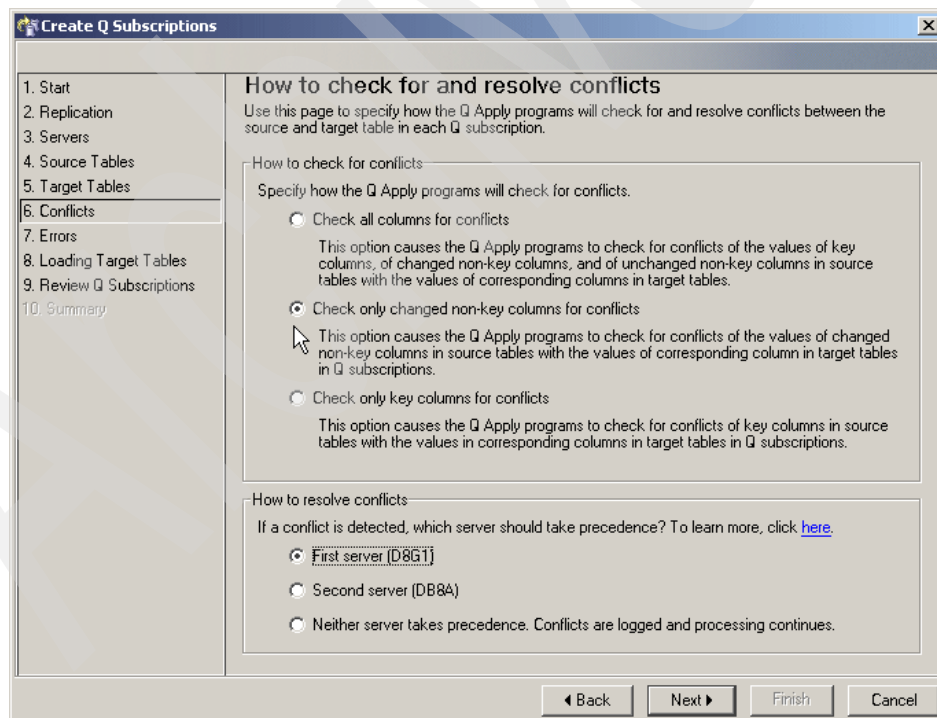 Create Q Subscriptions
1. Start
2. Replication
3. Servers
4. Source Tables
5. Target Tables
6. Conflicts
7. Errors
8. Loading Target Tables
9. Review Q Subscriptions
10. Summary
How to check for and resolve conflicts
Use this page to specify how the Q Apply programs will check for and resolve conflicts between the
source and target table in each Q subscription.
How to check for conflicts
Specify how the Q Apply programs will check for conflicts.
Check all columns for conflicts
This option causes the Q Apply programs to check for conflicts of the values of key
columns, of changed non-key columns, and of unchanged non-key columns in source
tables with the values of corresponding columns in target tables.
Check only changed non-key columns for conflicts
This option causes the Q Apply programs to check for conflicts of the values of changed
non-key columns in source tables with the values of corresponding column in target tables
in Q subscriptions.
Check only key columns for conflicts
This option causes the Q Apply programs to check for conflicts of key columns in source
tables with the values in corresponding columns in target tables in Q subscriptions.
How to resolve conflicts
If a conflict is detected, which server should take precedence? To learn more, click here.
First server (D8G1)
Second server (DB8A)
Neither server takes precedence. Conflicts are logged and processing continues.
Back
Next
Finish
Cancel